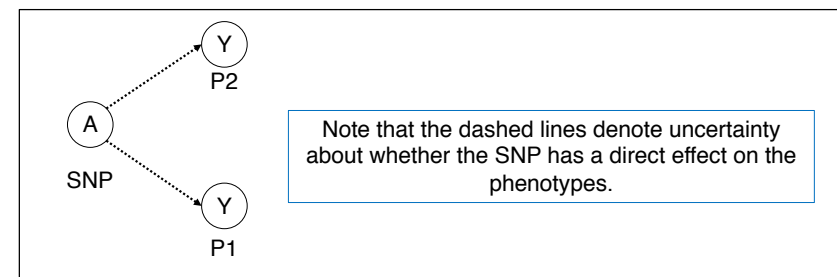 Y
P2
A
SNP
Note that the dashed lines denote uncertainty
about whether the SNP has a direct effect on the
phenotypes.
Y
P1